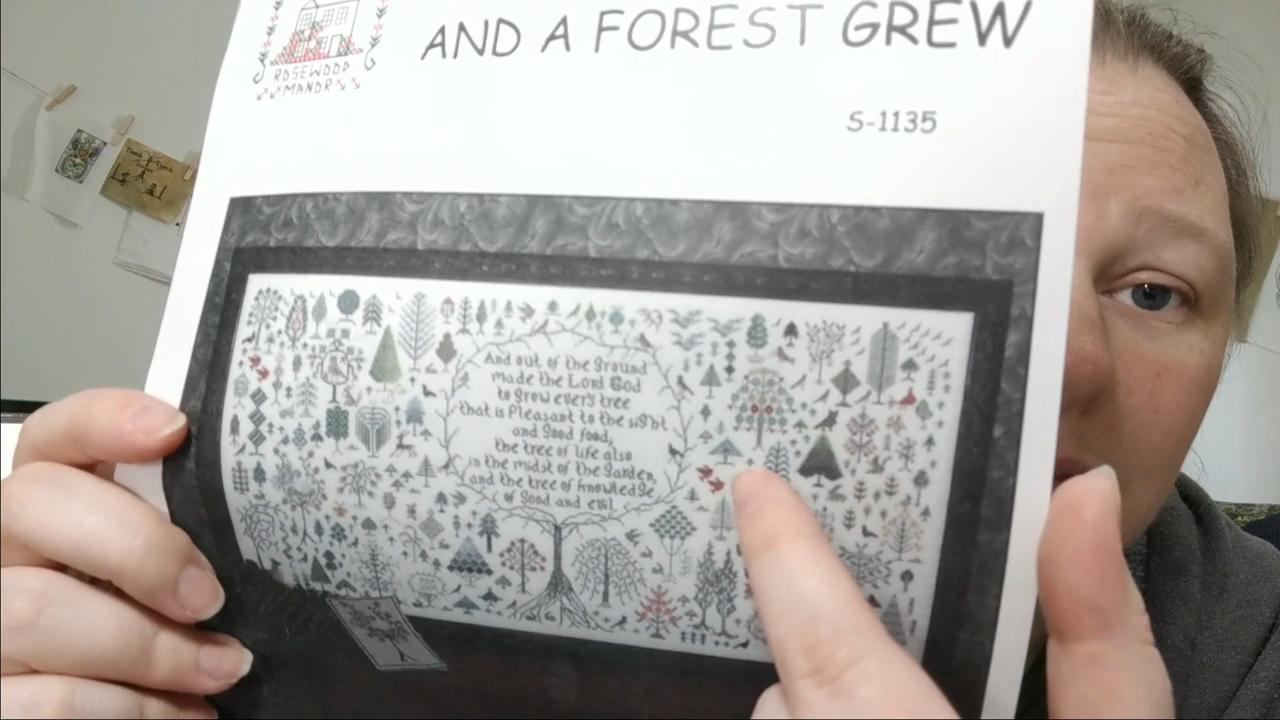 AND A FOREST GREW
ROSEWOOD
MANOR
S-1135
And out of the Ground
made the Lord God
to grow every tree
that is Pleasant to the sight
and good food,
the tree of life also
in the midst of the Garden,
and the tree of knowledge
of Good and evil